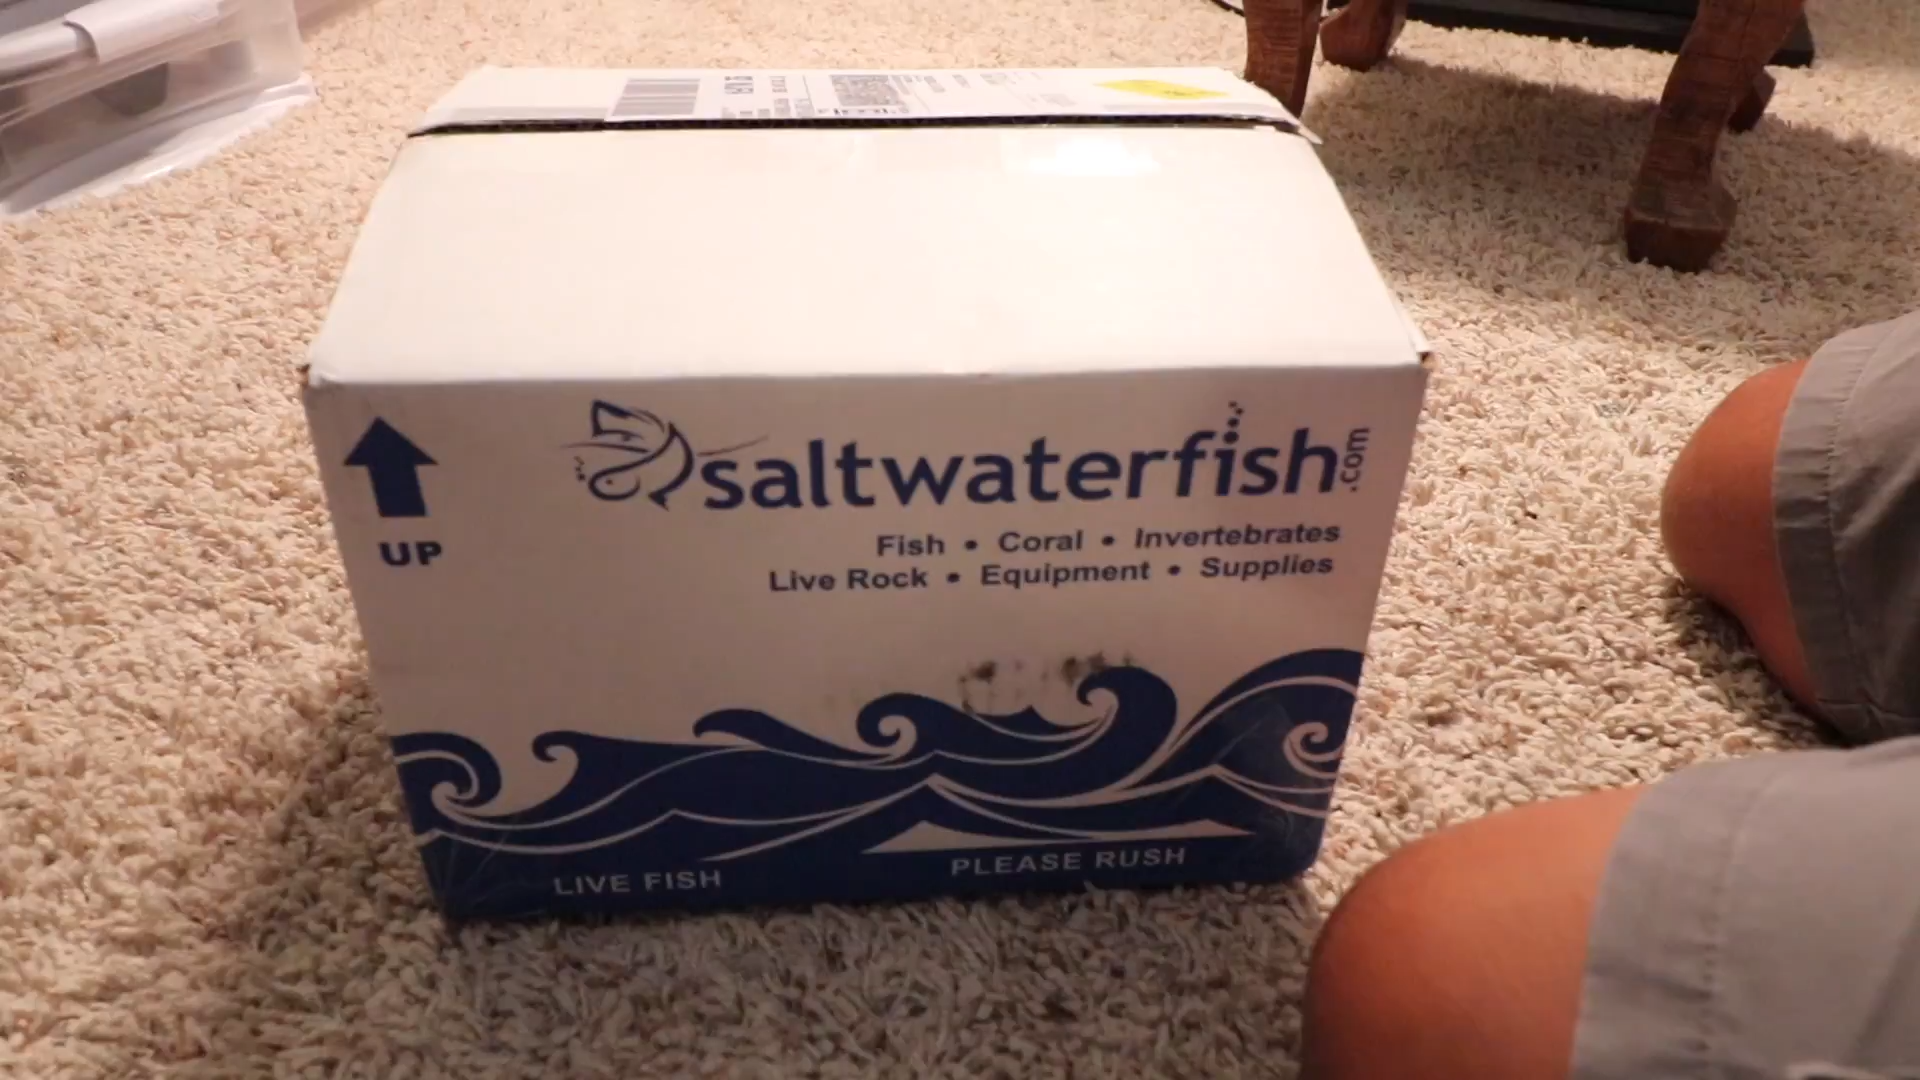 saltwaterfish.com
UP
Fish • Coral • Invertebrates
Live Rock • Equipment • Supplies
LIVE FISH
PLEASE RUSH